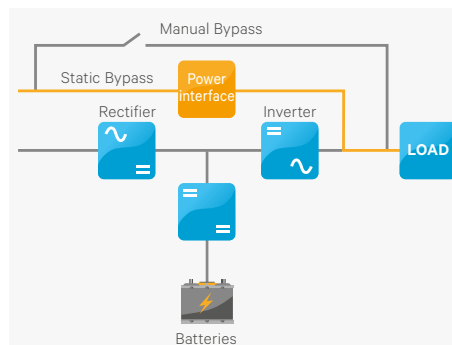 Manual Bypass
Static Bypass
Power
interface
Rectifier
Inverter
LOAD
Batteries